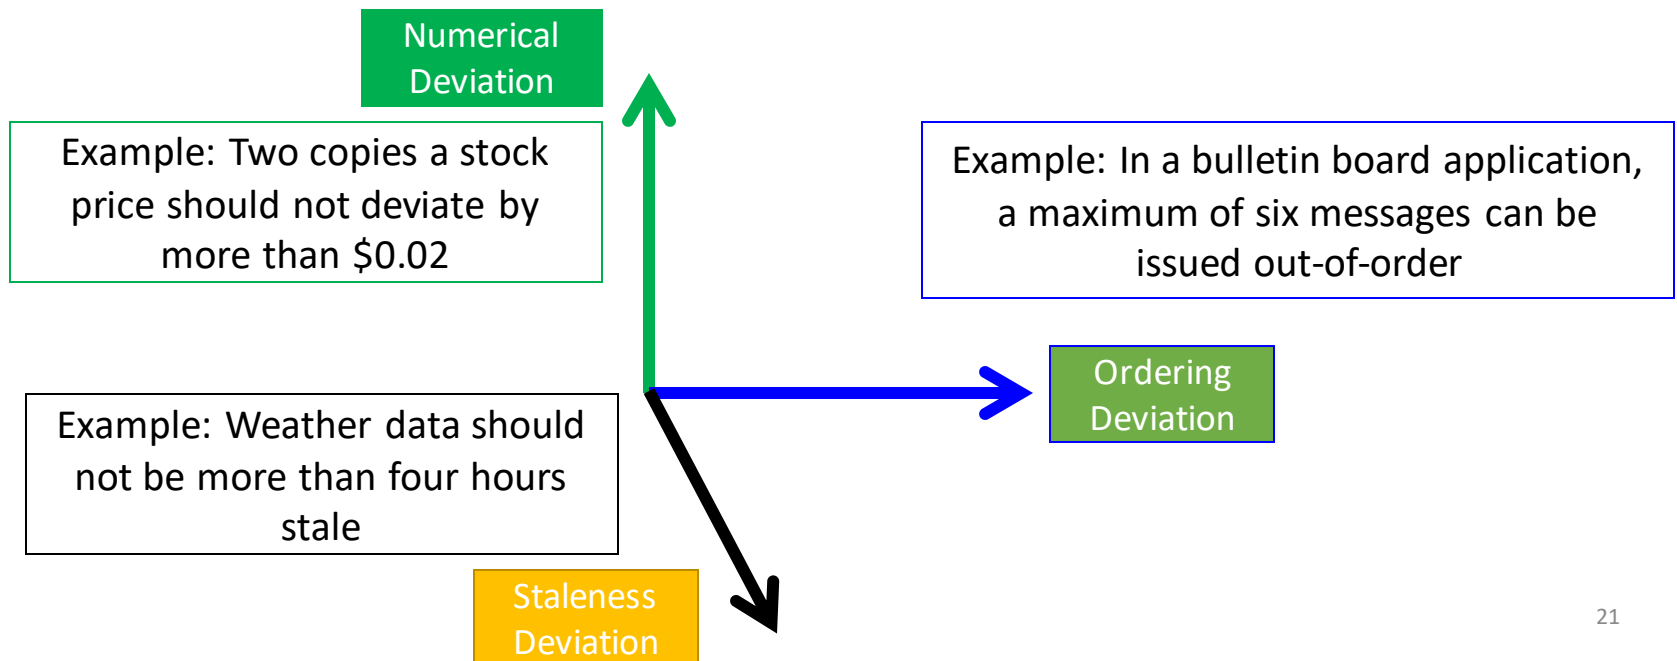 Numerical
Deviation
Example: Two copies a stock
price should not deviate by
more than $0.02
Example: In a bulletin board application,
a maximum of six messages can be
issued out-of-order
Ordering
Deviation
Example: Weather data should
not be more than four hours
stale
Staleness
Deviation
21